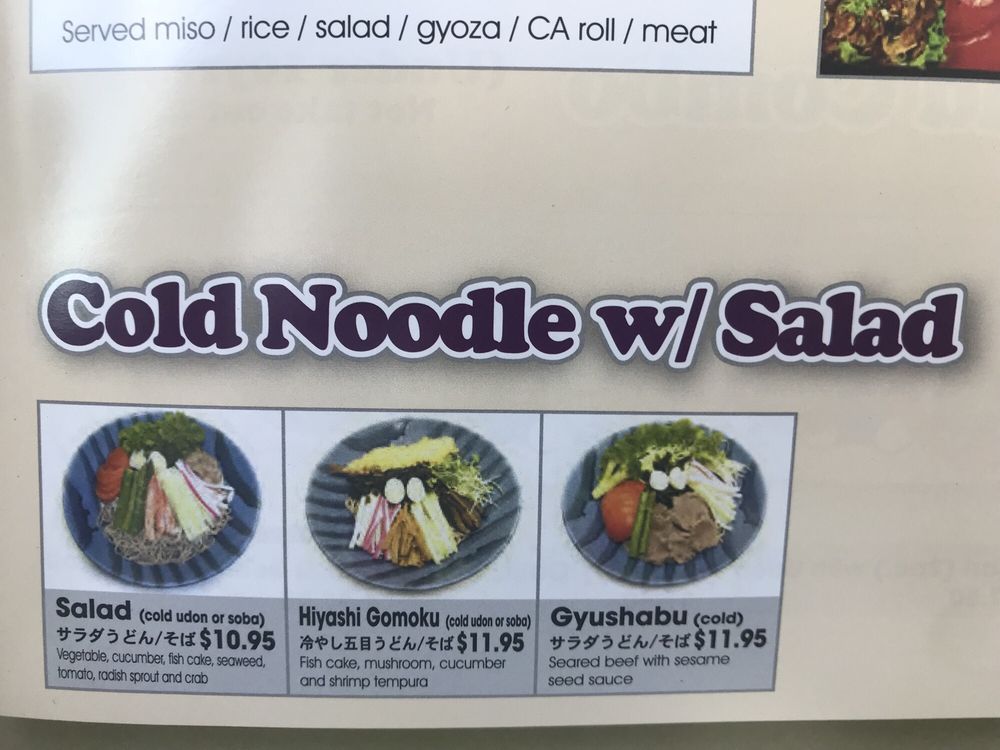 Served miso / rice / salad / gyoza / CA roll / meat
Cold Noodle w/ Salad
Salad (cold udon or soba)
サラダうどん/そば $10.95
Vegetable, cucumber, fish cake, seaweed,
tomato, radish sprout and crab
Hiyashi Gomoku (cold udon or soba)
冷やし五目うどん/そば $11.95
Fish cake, mushroom, cucumber
and shrimp tempura
Gyushabu (cold)
サラダうどん/そば $11.95
Seared beef with sesame
seed sauce